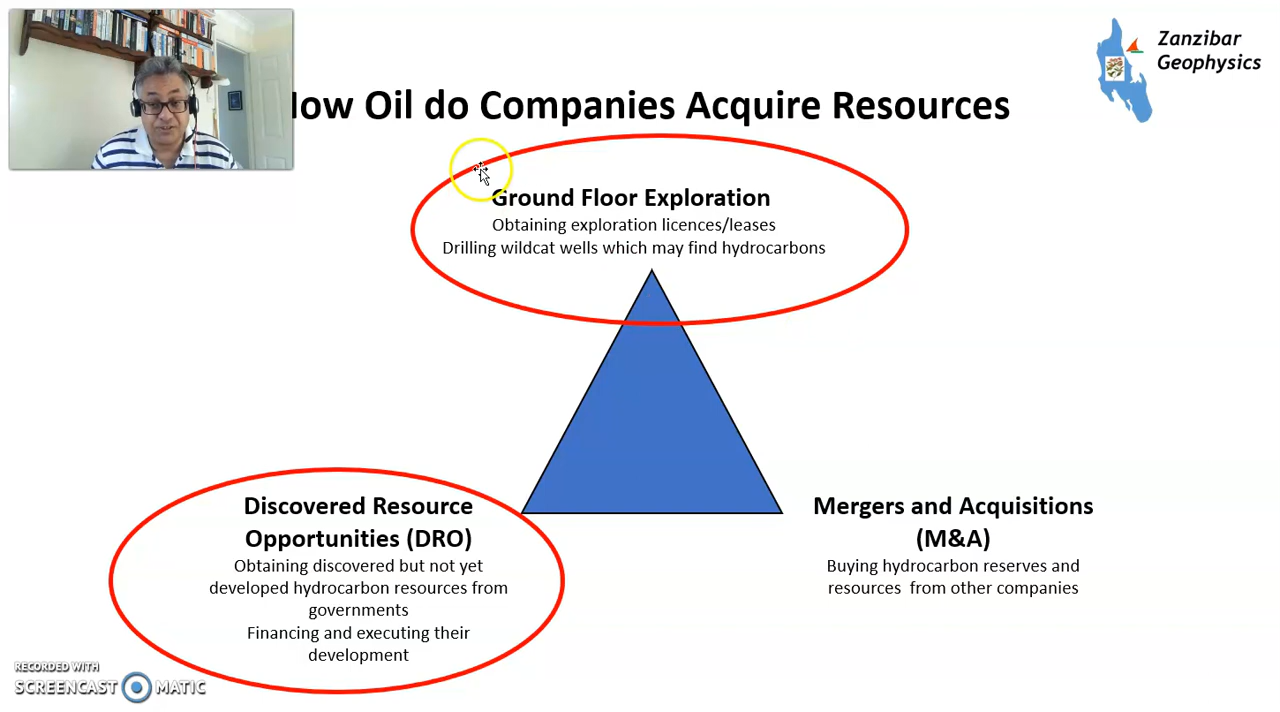 Zanzibar
Geophysics
How Oil do Companies Acquire Resources
Ground Floor Exploration
Obtaining exploration licences/leases
Drilling wildcat wells which may find hydrocarbons
Discovered Resource
Opportunities (DRO)
Obtaining discovered but not yet
developed hydrocarbon resources from
governments
Financing and executing their
development
Mergers and Acquisitions
(M&A)
Buying hydrocarbon reserves and
resources from other companies
RECORDED WITH
SCREENCAST MATIC